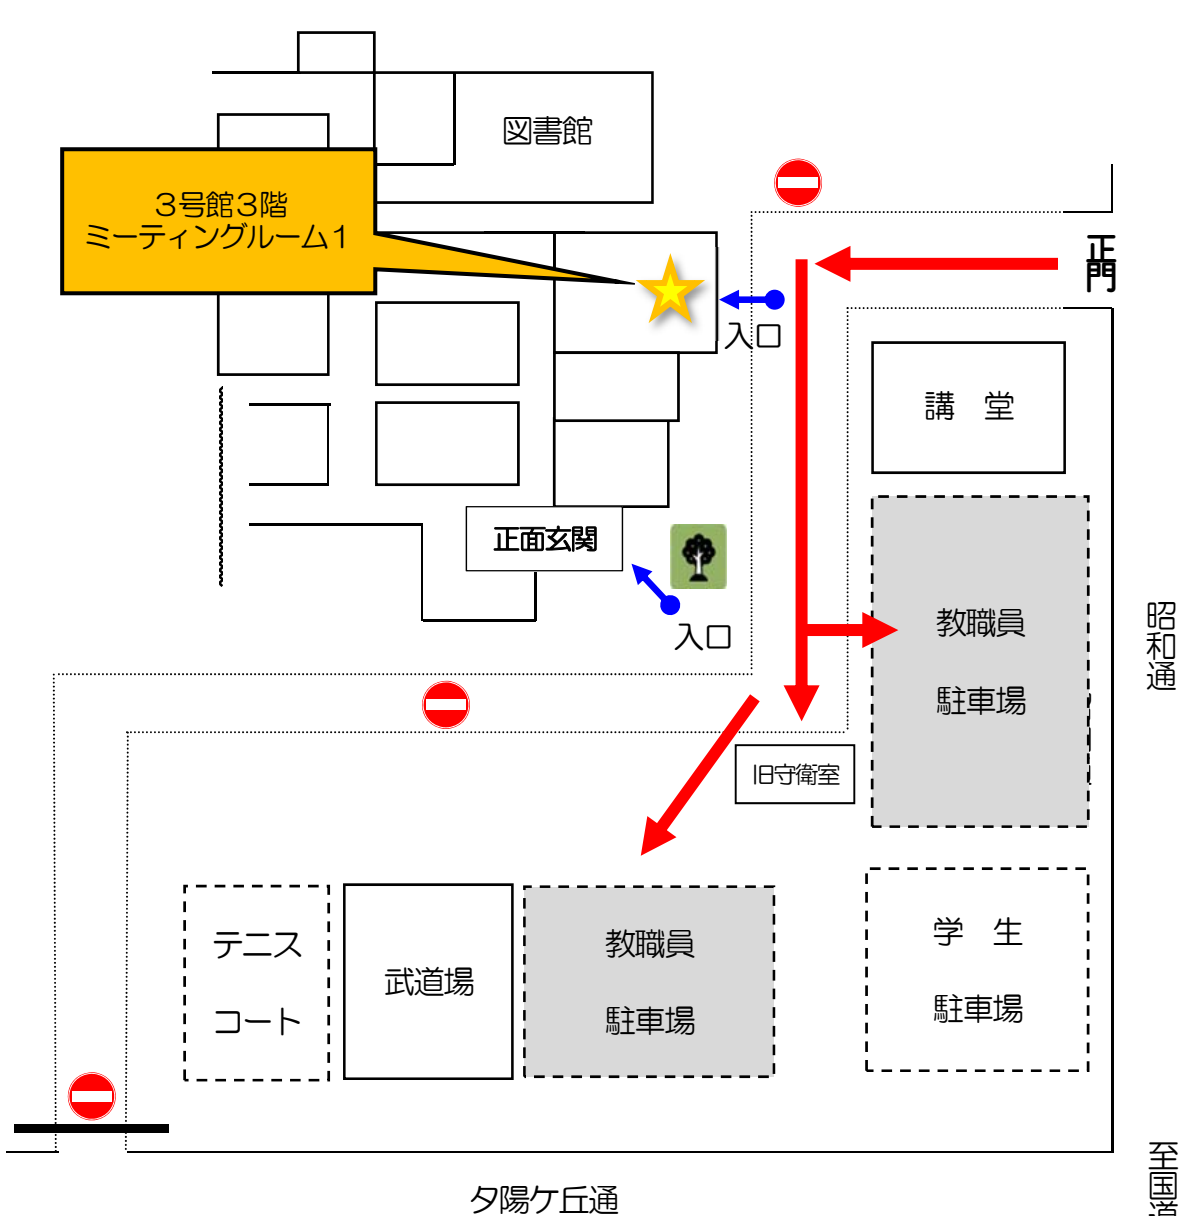 図書館
３号館３階
ミーティングルーム１
正門
入口
講　堂
正面玄関
入口
教職員
駐車場
昭和通
旧守衛室
テニス
コート
武道場
教職員
駐車場
学　生
駐車場
夕陽ケ丘通
至国道